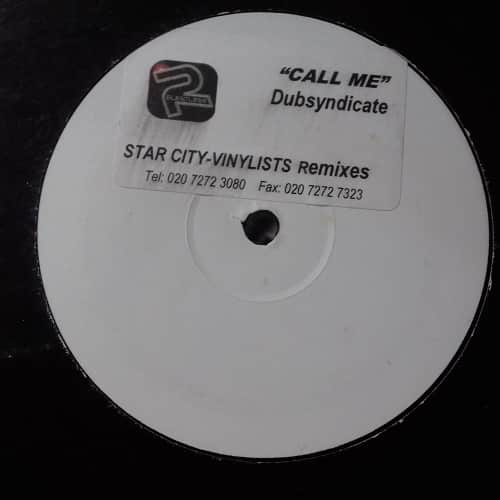 “CALL ME”
Dubsyndicate
STAR CITY-VINYLISTS Remixes
Tel: 020 7272 3080 Fax: 020 7272 7323